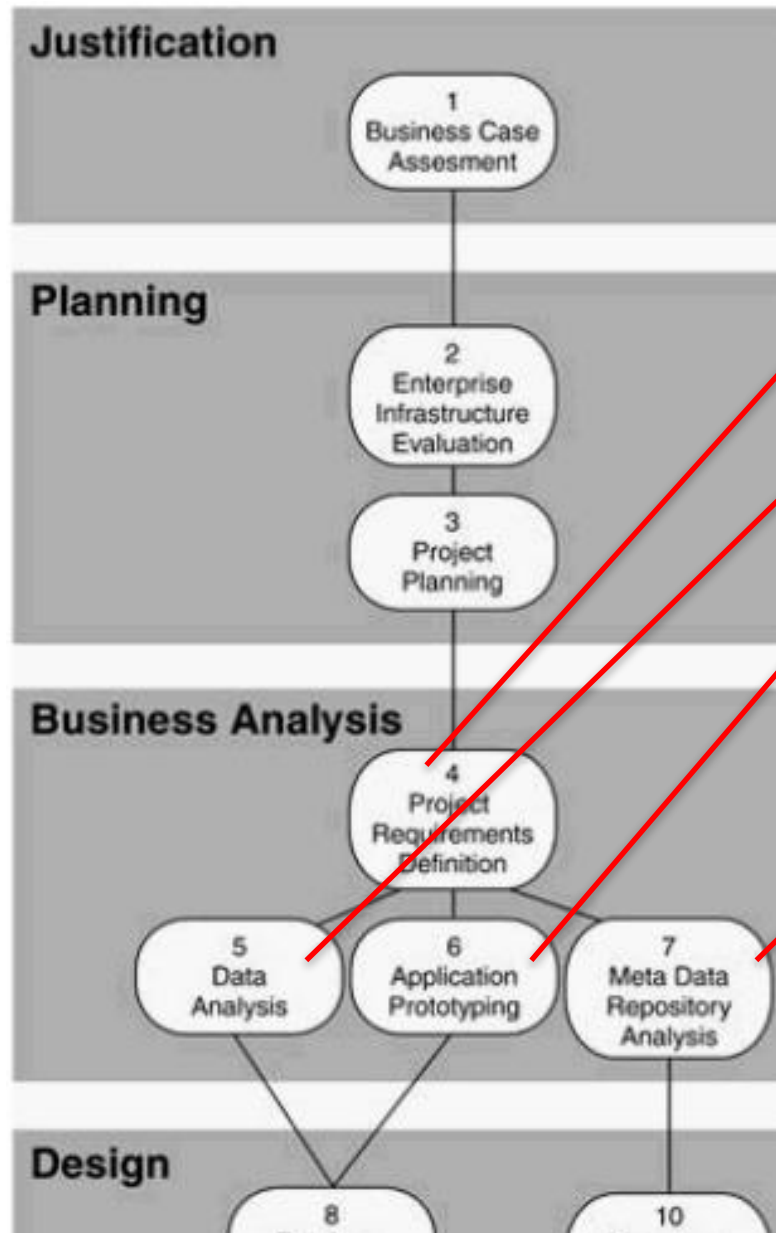 Justification
1
Business Case
Assesment
Planning
2
Enterprise
Infrastructure
Evaluation
3
Project
Planning
Business Analysis
4
Project
Requirements
Definition
5
Data
Analysis
6
Application
Prototyping
7
Meta Data
Repository
Analysis
Design
8
10